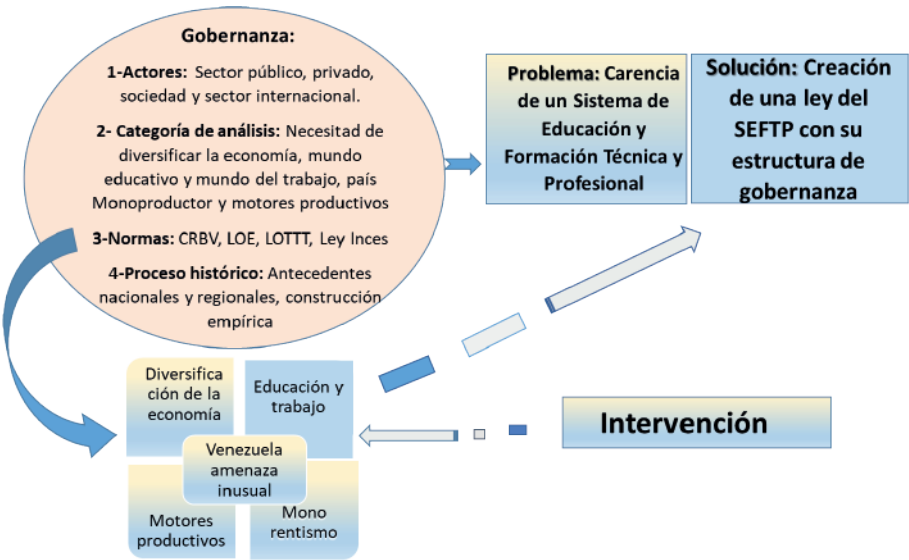 Gobernanza:
1-Actores: Sector público, privado,
sociedad y sector internacional.
2- Categoría de análisis: Necesitad de
diversificar la economía, mundo
educativo y mundo del trabajo, país
Monoproductor y motores productivos
3-Normas: CRBV, LOE, LOTTT, Ley Inces
4-Proceso histórico: Antecedentes
nacionales y regionales, construcción
empírica
Problema: Carencia
de un Sistema de
Educación y
Formación Técnica y
Profesional
Solución: Creación
de una ley del
SEFTP con su
estructura de
gobernanza
Diversifica
ción de la
economía
Educación y
trabajo
Venezuela
amenaza
inusual
Motores
productivos
Mono
rentismo
Intervención